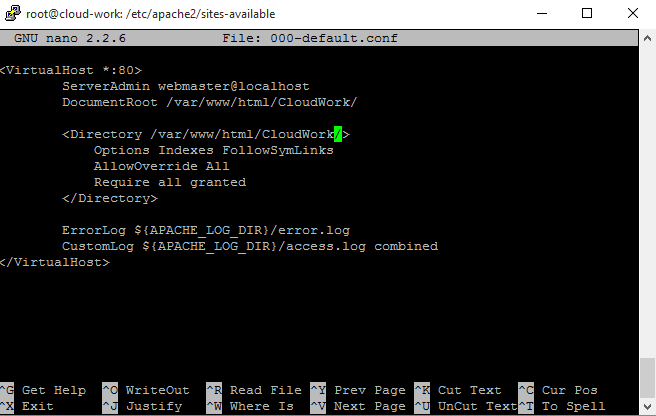 root@cloud-work: /etc/apache2/sites-available
GNU nano 2.2.6 File: 000-default.conf
<VirtualHost *:80>
ServerAdmin webmaster@localhost
DocumentRoot /var/www/html/CloudWork/
<Directory /var/www/html/CloudWork/>
Options Indexes FollowSymLinks
AllowOverride All
Require all granted
</Directory>
ErrorLog ${APACHE_LOG_DIR}/error.log
CustomLog ${APACHE_LOG_DIR}/access.log combined
</VirtualHost>
^G Get Help ^O WriteOut ^R Read File ^Y Prev Page ^K Cut Text ^C Cur Pos
^X Exit ^J Justify ^W Where Is ^V Next Page ^U UnCut Text ^T To Spell